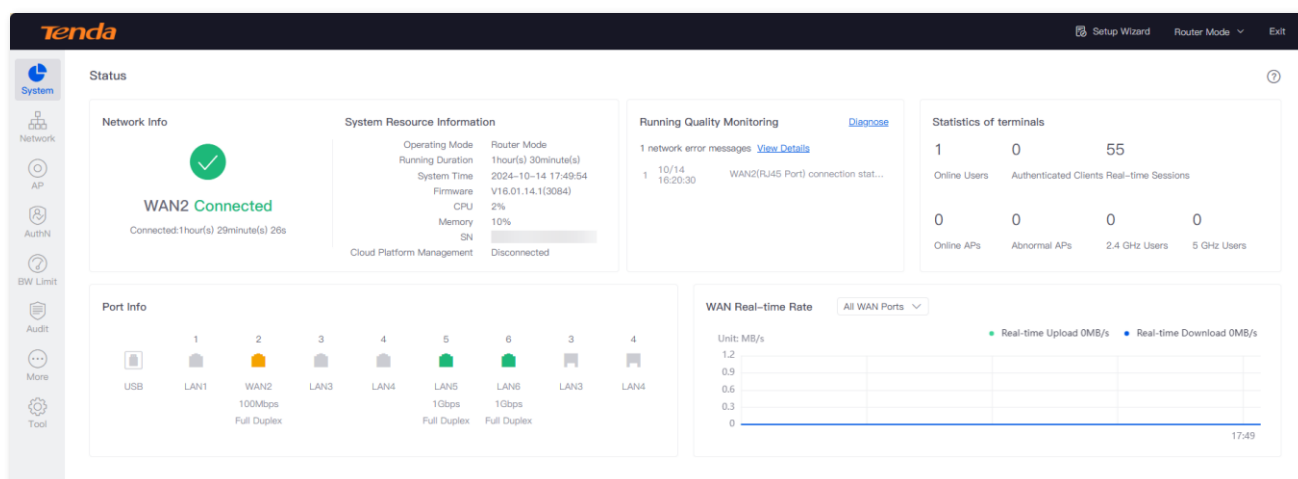 Tenda
Setup Wizard Router Mode Exit
System
Network
AP
AuthN
BW Limit
Audit
More
Tool
Status
Network Info
WAN2 Connected
Connected:1hour(s) 29minute(s) 26s
System Resource Information
Operating Mode Router Mode
Running Duration 1hour(s) 30minute(s)
System Time 2024-10-14 17:49:54
Firmware V16.01.14.1(3084)
CPU 2%
Memory 10%
SN
Cloud Platform Management Disconnected
Running Quality Monitoring Diagnose
1 network error messages View Details
1 10/14 16:20:30 WAN2(RJ45 Port) connection stat...
Statistics of terminals
1 0 55
Online Users Authenticated Clients Real-time Sessions
0 0 0 0
Online APs Abnormal APs 2.4 GHz Users 5 GHz Users
Port Info
1 2 3 4 5 6 3 4
USB LAN1 WAN2 LAN3 LAN4 LAN5 LAN6 LAN3 LAN4
100Mbps 1Gbps 1Gbps
Full Duplex Full Duplex Full Duplex
WAN Real-time Rate All WAN Ports
Real-time Upload 0MB/s Real-time Download 0MB/s
Unit: MB/s
1.2
0.9
0.6
0.3
0
17:49